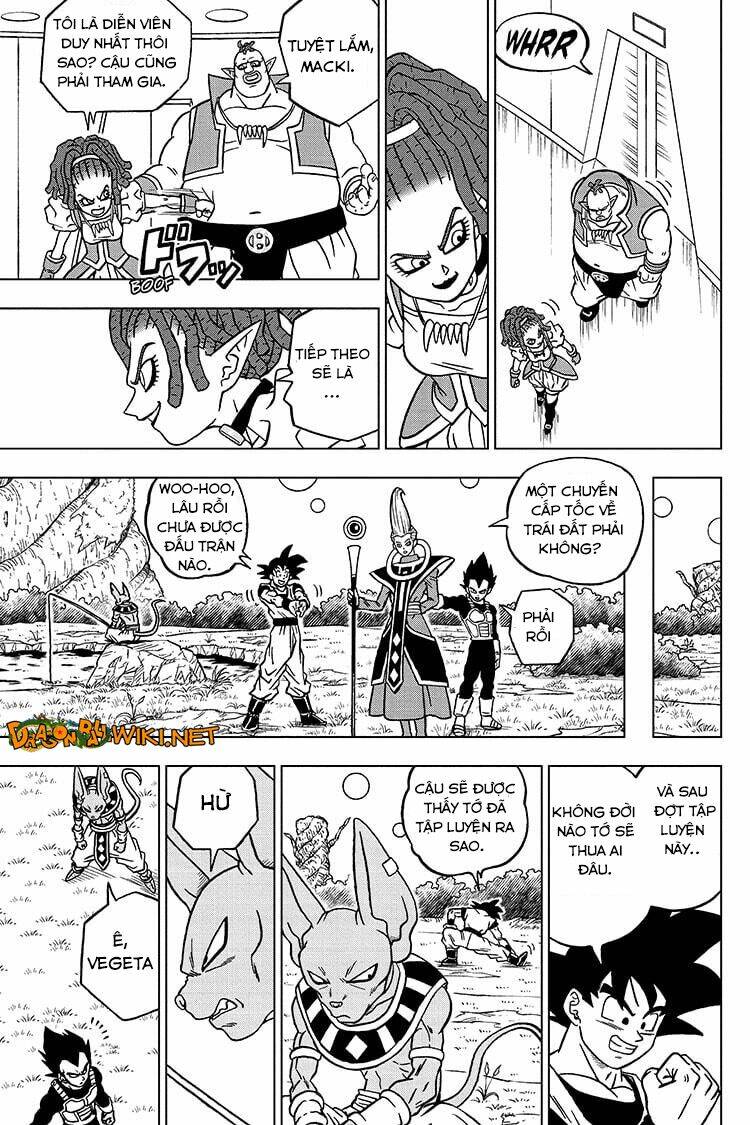 WHRR
TUYỆT LẮM,
MACKI.
TÔI LÀ DIỄN VIÊN
DUY NHẤT THÔI
SAO? CẬU CŨNG
PHẢI THAM GIA.
ドブッ
BOOF
TIẾP THEO
SẼ LÀ
...
MỘT CHUYẾN
CẤP TỐC VỀ
TRÁI ĐẤT PHẢI
KHÔNG?
PHẢI
RỒI
WOO-HOO,
LÂU RỒI
CHƯA ĐƯỢC
ĐẤU TRẬN
NÀO.
DRAGONBALLWIKI.NET
VÀ SAU
ĐỢT TẬP
LUYỆN
NÀY..
KHÔNG ĐỜI
NÀO TỚ SẼ
THUA AI
ĐÂU.
CẬU SẼ ĐƯỢC
THẤY TỚ ĐÃ
TẬP LUYỆN RA
SAO.
HỪ
Ê,
VEGETA